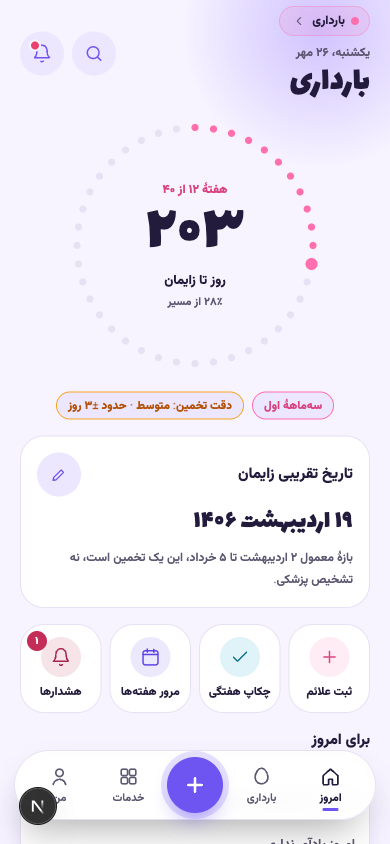 بارداری
یکشنبه، ۲۶ مهر
بارداری
هفتهٔ ۱۲ از ۴۰
۲۰۳
روز تا زایمان
۲۸٪ از مسیر
سه‌ماههٔ اول
دقت تخمین: متوسط · حدود ±۳ روز
تاریخ تقریبی زایمان
۱۹ اردیبهشت ۱۴۰۶
بازهٔ معمول ۲ اردیبهشت تا ۵ خرداد، این یک تخمین است، نه
تشخیص پزشکی.
ثبت علائم
چکاپ هفتگی
مرور هفته‌ها
۱
هشدارها
برای امروز
امروز
بارداری
خدمات
من
N